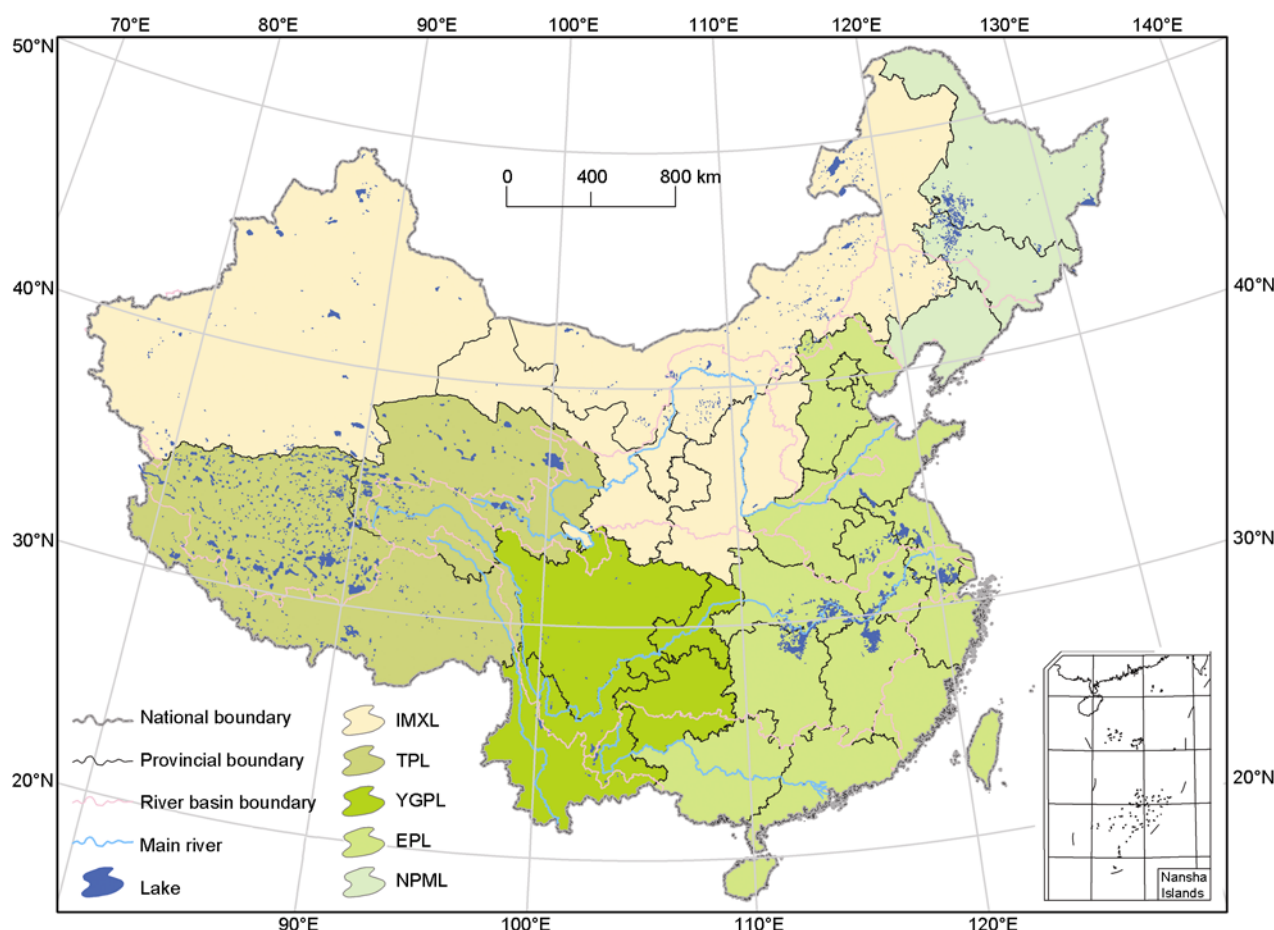 70°E 80°E 90°E 100°E 110°E 120°E 130°E 140°E
50°N
0 400 800 km
40°N 40°N
30°N 30°N
National boundary IMXL
Provincial boundary TPL
20°N 20°N
River basin boundary YGPL
Main river EPL
Lake NPML
Nansha
Islands
90°E 100°E 110°E 120°E